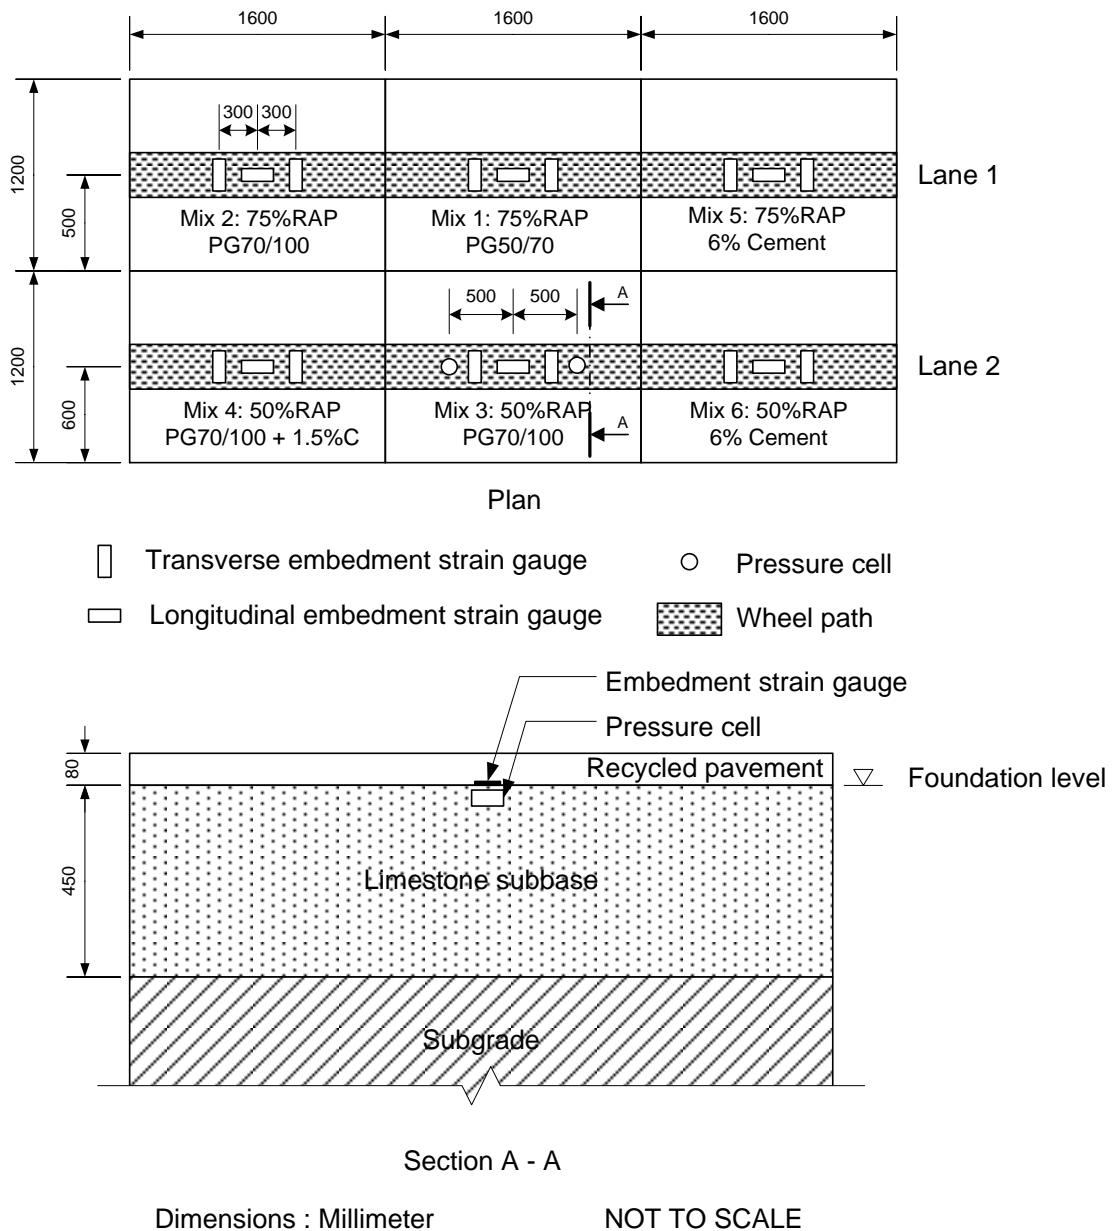 1600 1600 1600
300 300
1200
500
Lane 1
Mix 2: 75%RAP
PG70/100
Mix 1: 75%RAP
PG50/70
Mix 5: 75%RAP
6% Cement
500 500
A
1200
600
Lane 2
Mix 4: 50%RAP
PG70/100 + 1.5%C
Mix 3: 50%RAP
PG70/100
A
Mix 6: 50%RAP
6% Cement
Plan
Transverse embedment strain gauge
Pressure cell
Longitudinal embedment strain gauge
Wheel path
Embedment strain gauge
Pressure cell
80
Recycled pavement
Foundation level
450
Limestone subbase
Subgrade
Section A - A
Dimensions : Millimeter
NOT TO SCALE